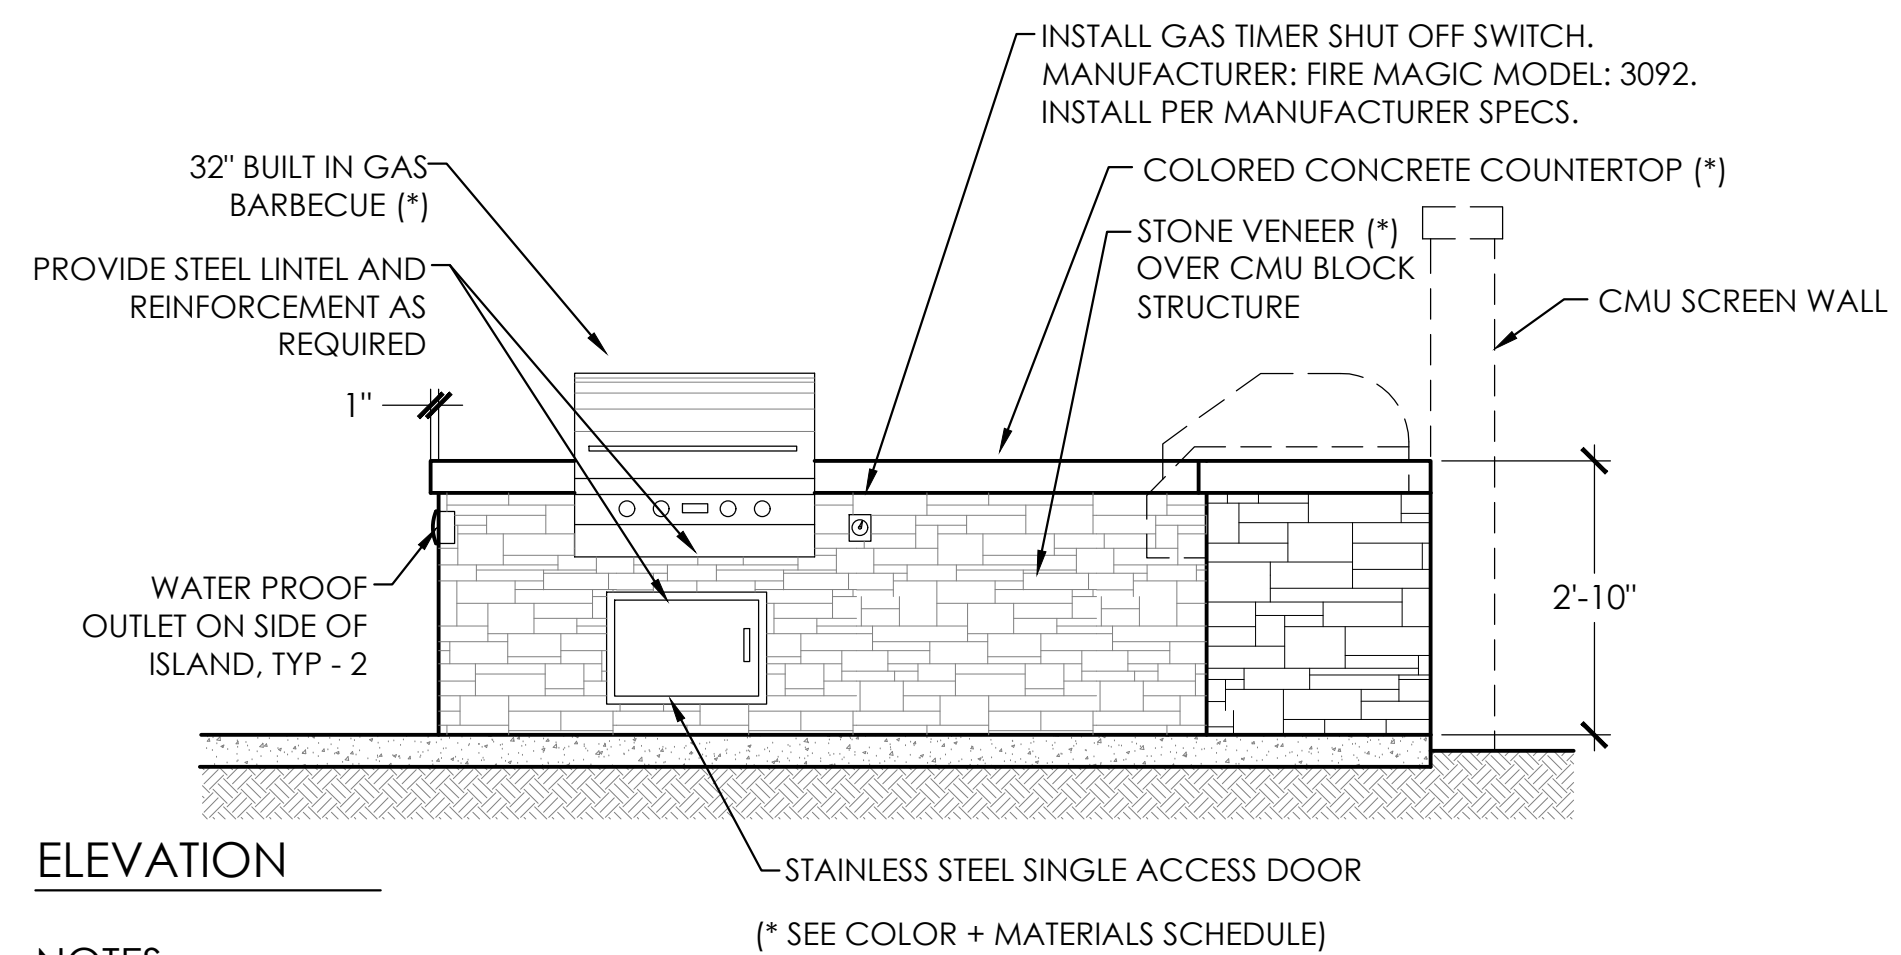 INSTALL GAS TIMER SHUT OFF SWITCH.
MANUFACTURER: FIRE MAGIC MODEL: 3092.
INSTALL PER MANUFACTURER SPECS.
32" BUILT IN GAS
BARBECUE (*)
COLORED CONCRETE COUNTERTOP (*)
STONE VENEER (*)
OVER CMU BLOCK
STRUCTURE
PROVIDE STEEL LINTEL AND
REINFORCEMENT AS
REQUIRED
CMU SCREEN WALL
1"
WATER PROOF
OUTLET ON SIDE OF
ISLAND, TYP - 2
2'-10"
ELEVATION
STAINLESS STEEL SINGLE ACCESS DOOR
(* SEE COLOR + MATERIALS SCHEDULE)
NOTES